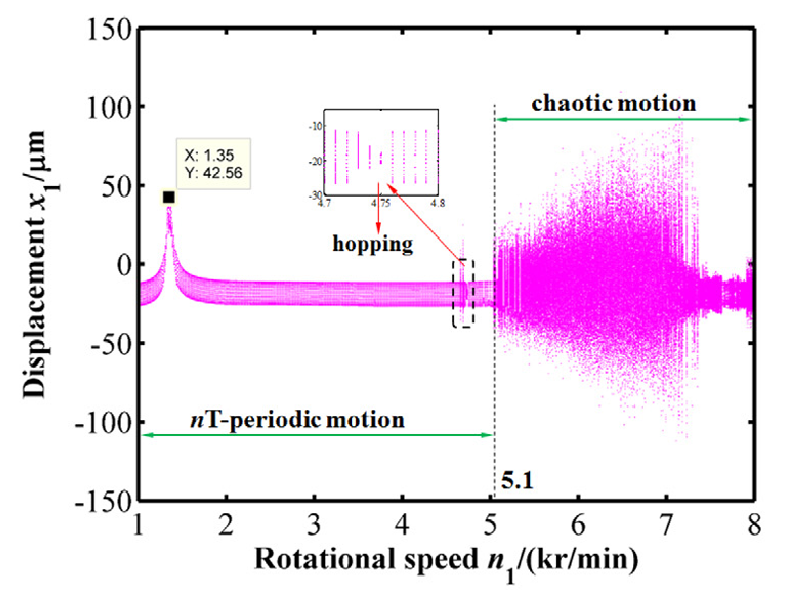 150
100
50
0
-50
-100
-150
Displacement x1/μm
X: 1.35
Y: 42.56
-10
-20
-30
4.7
4.75
4.8
hopping
chaotic motion
nT-periodic motion
5.1
1 2 3 4 5 6 7 8
Rotational speed n1/(kr/min)